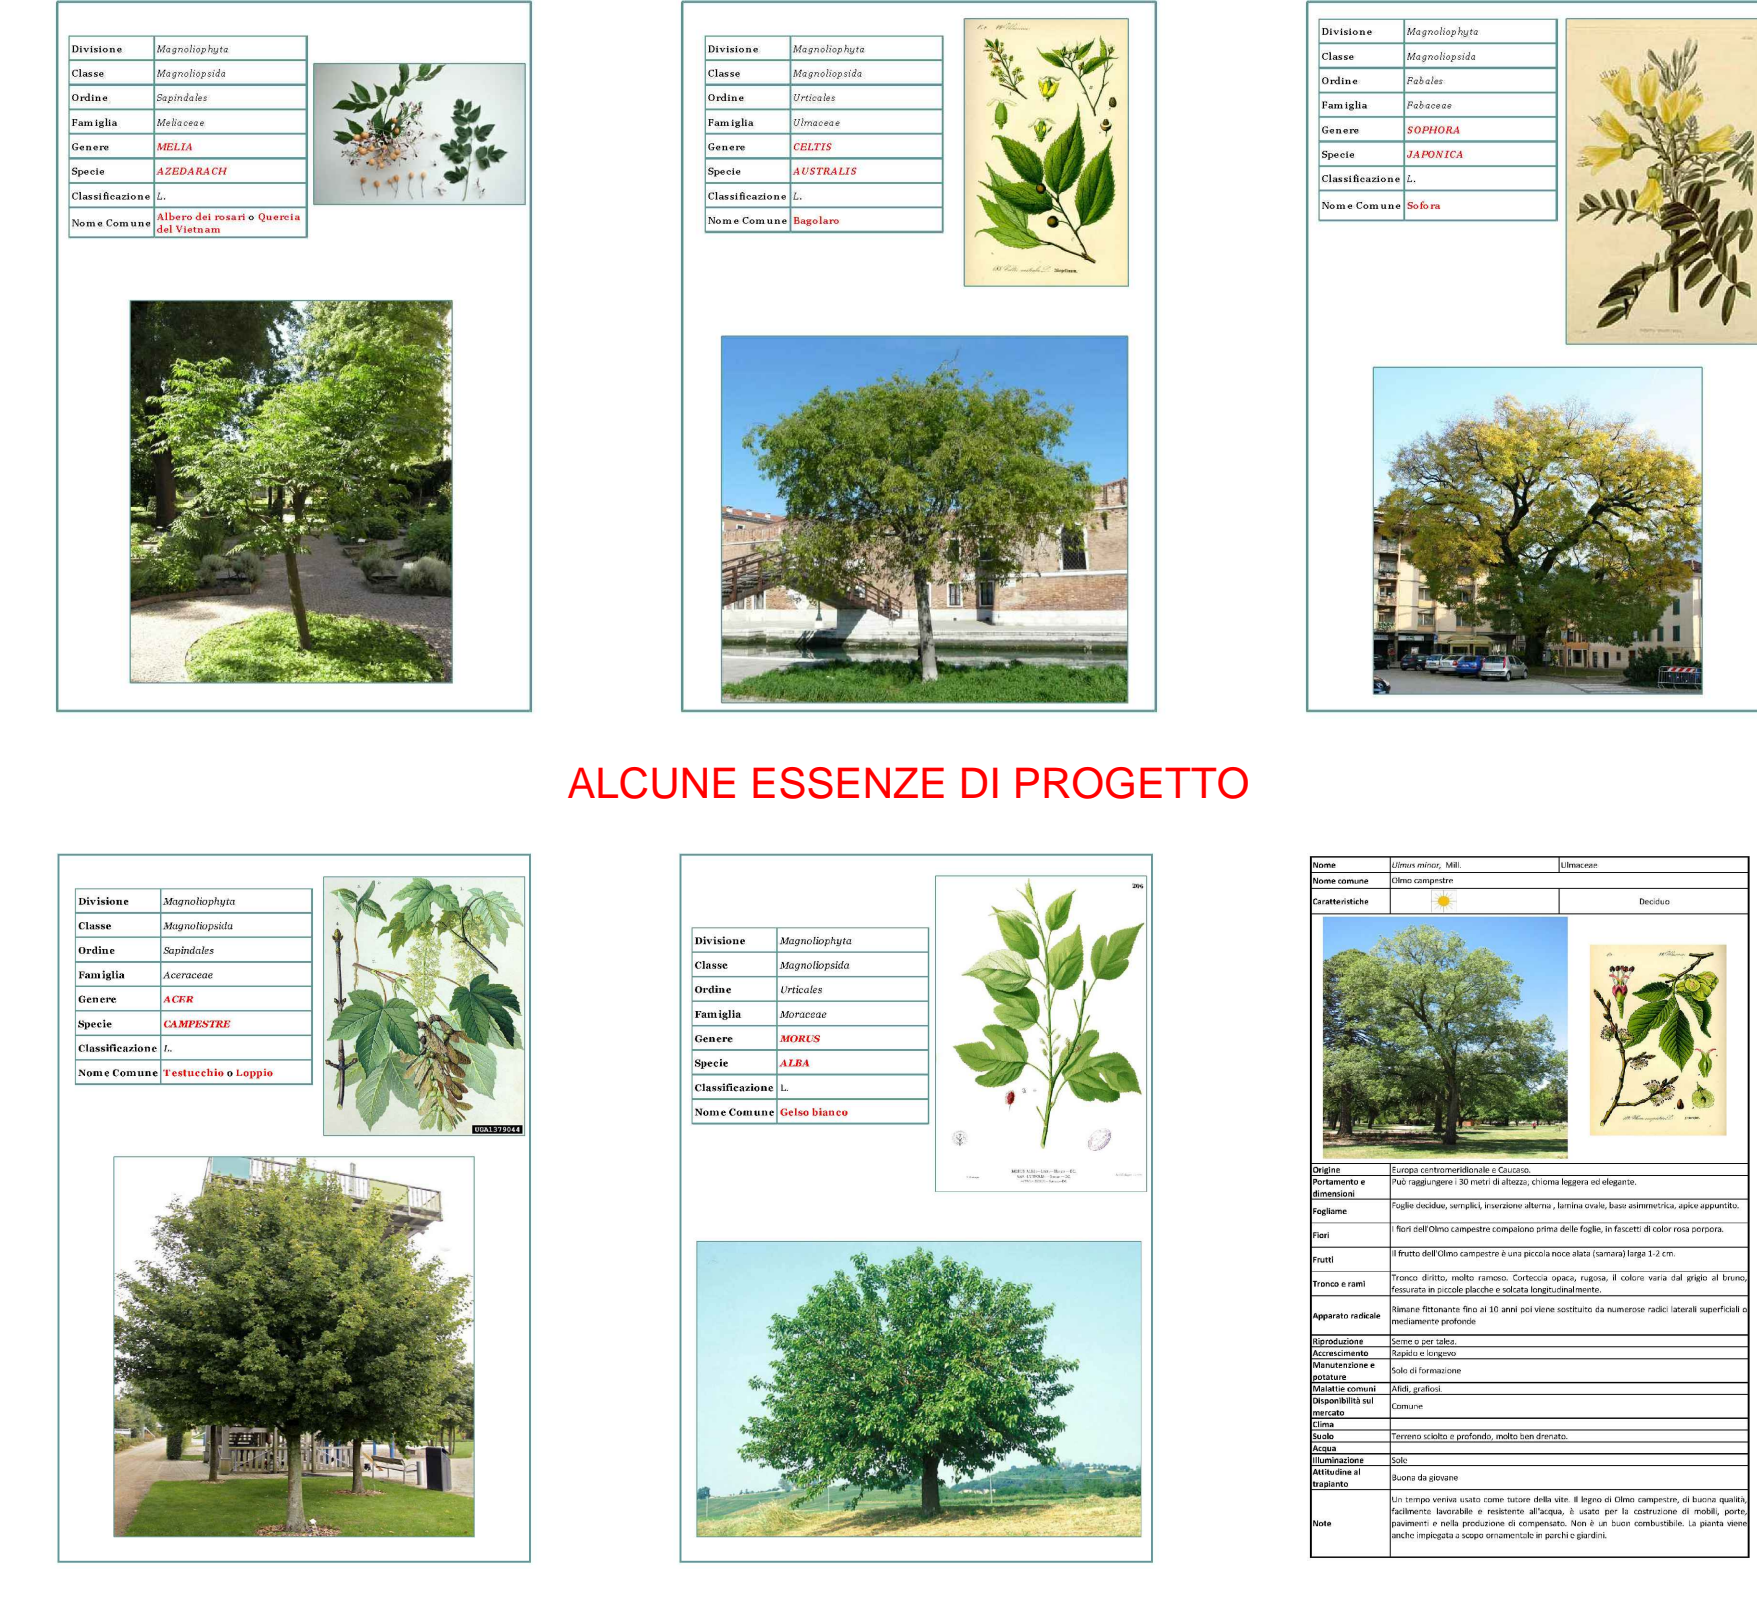 Divisione Magnoliophyta
Classe Magnoliopsida
Ordine Sapindales
Famiglia Meliaceae
Genere MELIA
Specie AZEDARACH
Classificazione L.
Nome Comune Albero dei rosari o Quercia
del Vietnam
Divisione Magnoliophyta
Classe Magnoliopsida
Ordine Urticales
Famiglia Ulmaceae
Genere CELTIS
Specie AUSTRALIS
Classificazione L.
Nome Comune Bagolaro
Divisione Magnoliophyta
Classe Magnoliopsida
Ordine Fabales
Famiglia Fabaceae
Genere SOPHORA
Specie JAPONICA
Classificazione L.
Nome Comune Sofora
ALCUNE ESSENZE DI PROGETTO
Divisione Magnoliophyta
Classe Magnoliopsida
Ordine Sapindales
Famiglia Aceraceae
Genere ACER
Specie CAMPESTRE
Classificazione L.
Nome Comune Testucchio o Loppio
UGA1379044
Divisione Magnoliophyta
Classe Magnoliopsida
Ordine Urticales
Famiglia Moraceae
Genere MORUS
Specie ALBA
Classificazione L.
Nome Comune Gelso bianco
206
Nome Ulmus minor, Mill. Ulmaceae
Nome comune Olmo campestre
Caratteristiche Deciduo
Origine Europa centromeridionale e Caucaso.
Portamento e dimensioni Può raggiungere i 30 metri di altezza, chioma leggera ed elegante.
Fogliame Foglie decidue, semplici, inserzione alterna , lamina ovale, base asimmetrica, apice appuntito.
Fiori I fiori dell'Olmo campestre compaiono prima delle foglie, in fascetti di color rosa porpora.
Frutti Il frutto dell'Olmo campestre è una piccola noce alata (samara) larga 1-2 cm.
Tronco e rami Tronco diritto, molto ramoso. Corteccia opaca, rugosa, il colore varia dal grigio al bruno,
fessurata in piccole placche e solcata longitudinalmente.
Apparato radicale Rimane fittonante fino ai 10 anni poi viene sostituito da numerose radici laterali superficiali o
mediamente profonde
Riproduzione Seme o per talea.
Accrescimento Rapido e longevo
Manutenzione e potature Solo di formazione
Malattie comuni Afidi, grafiosi.
Disponibilità sul mercato Comune
Clima
Suolo Terreno sciolto e profondo, molto ben drenato.
Acqua
Illuminazione Sole
Attitudine al trapianto Buona da giovane
Note Un tempo veniva usato come tutore della vite. Il legno di Olmo campestre, di buona qualità,
facilmente lavorabile e resistente all'acqua, è usato per la costruzione di mobili, porte,
pavimenti e nella produzione di compensato. Non è un buon combustibile. La pianta viene
anche impiegata a scopo ornamentale in parchi e giardini.